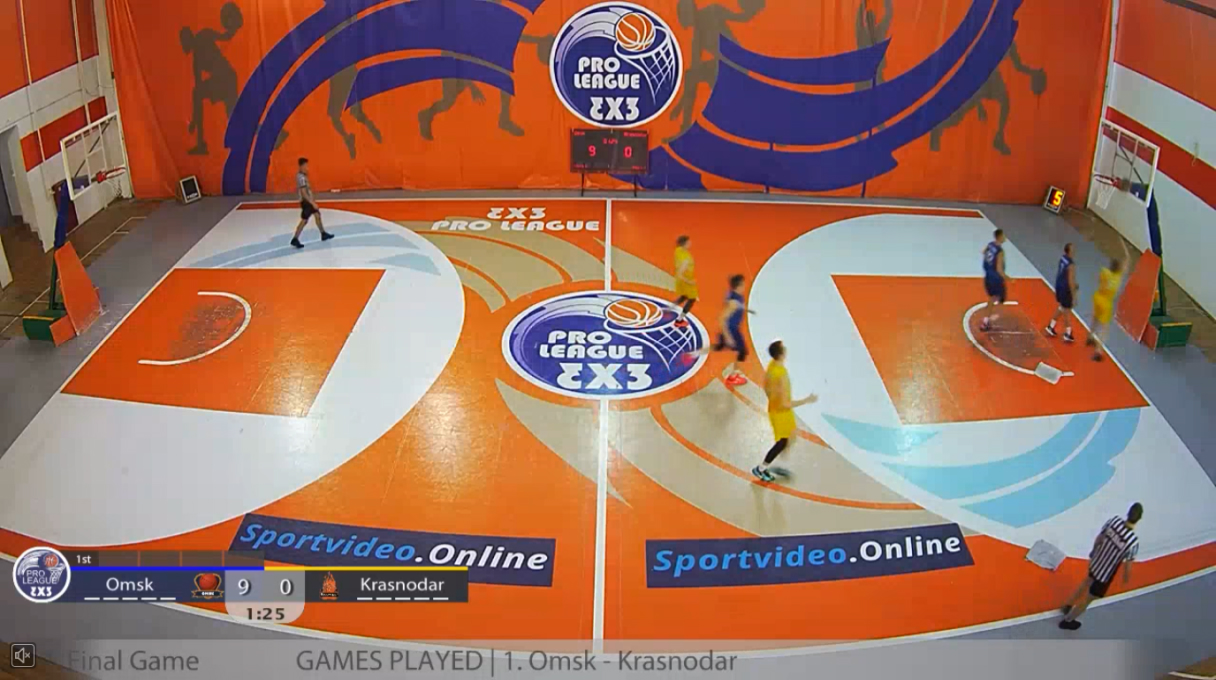 PRO
LEAGUE
3X3
9 0
5
3X3
PRO LEAGUE
PRO
LEAGUE
3X3
Sportvideo.Online
Sportvideo.Online
1st
PRO
LEAGUE
3X3
Omsk 9 0 Krasnodar
1:25
Final Game GAMES PLAYED | 1. Omsk - Krasnodar